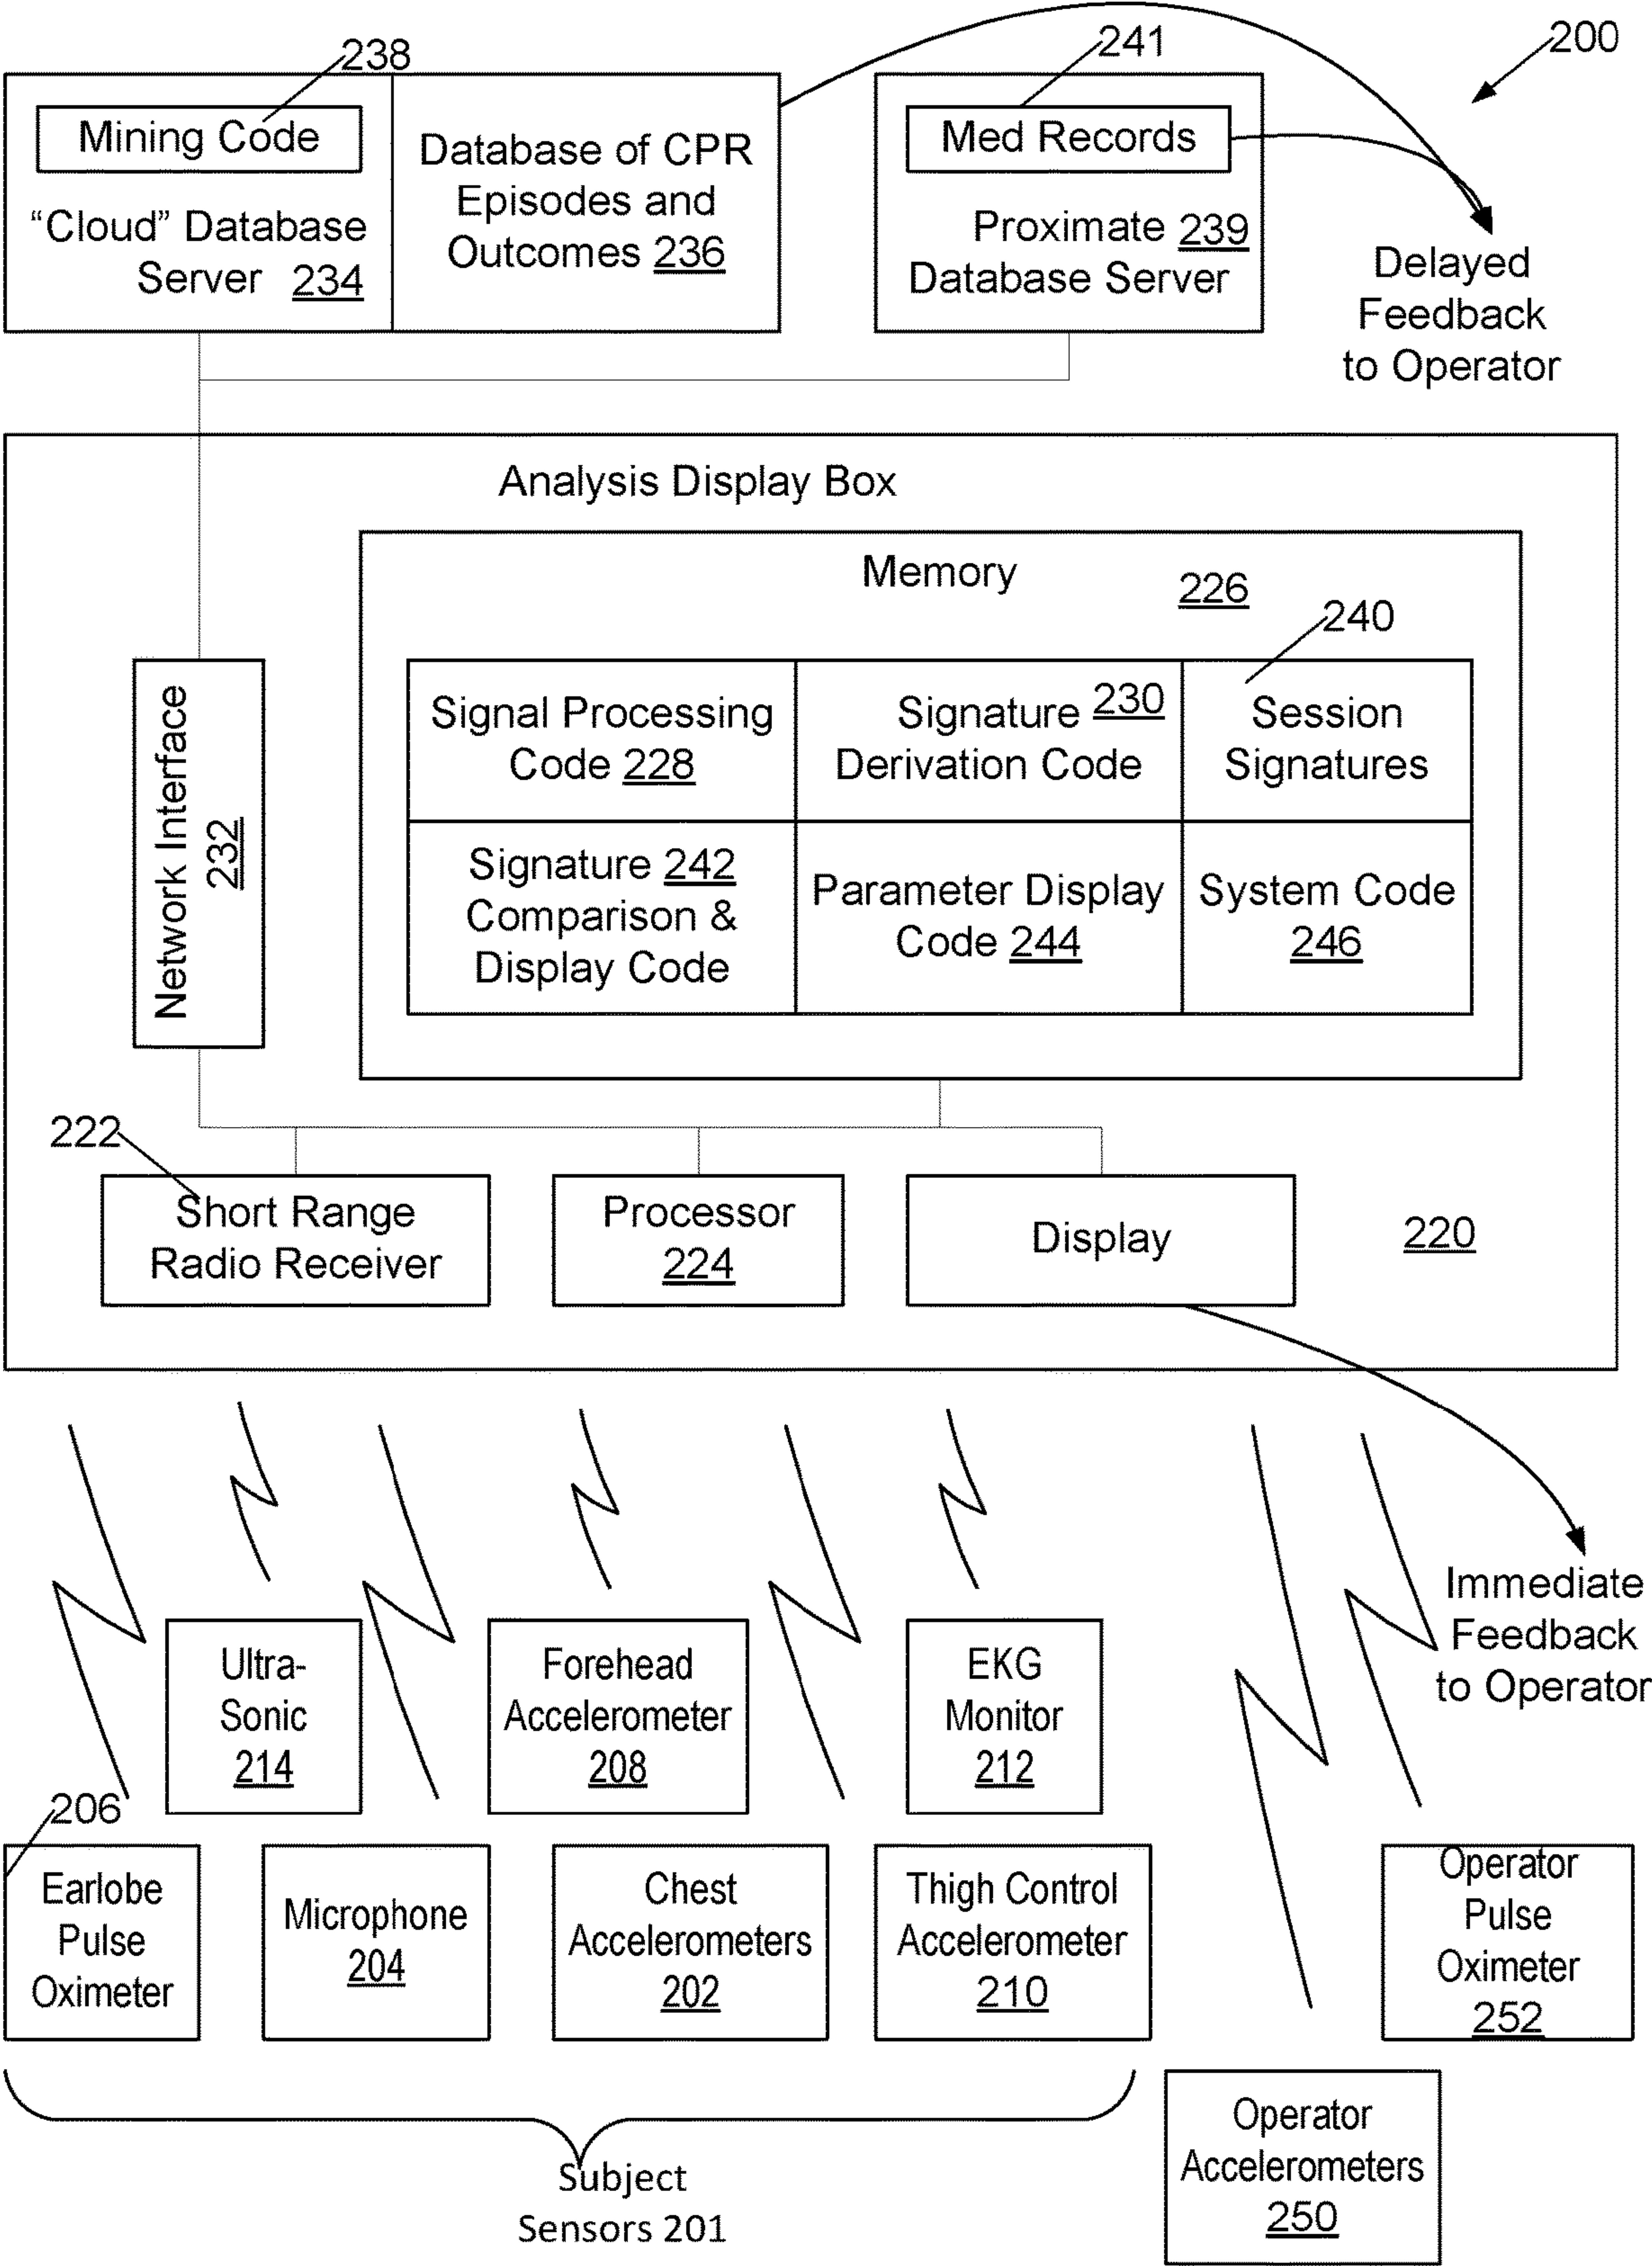 200
238
241
Mining Code
“Cloud” Database
Server 234
Database of CPR
Episodes and
Outcomes 236
Med Records
Proximate 239
Database Server
Delayed
Feedback
to Operator
Analysis Display Box
Memory
226
240
Signal Processing
Code 228
Signature 230
Derivation Code
Session
Signatures
Signature 242
Comparison &
Display Code
Parameter Display
Code 244
System Code
246
Network Interface
232
222
Short Range
Radio Receiver
Processor
224
Display
220
Immediate
Feedback
to Operator
Ultra-
Sonic
214
Forehead
Accelerometer
208
EKG
Monitor
212
206
Earlobe
Pulse
Oximeter
Microphone
204
Chest
Accelerometers
202
Thigh Control
Accelerometer
210
Operator
Pulse
Oximeter
252
Operator
Accelerometers
250
Subject
Sensors 201